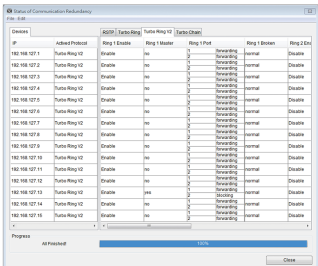 Status of Communication Redundancy
File Edit
Devices RSTP Turbo Ring Turbo Ring V2 Turbo Chain
IP Actived Protocol Ring 1 Enable Ring 1 Master Ring 1 Port Ring 1 Broken Ring 2 Ena
192.168.127.1 Turbo Ring V2 Enable no 1 forwarding 2 forwarding normal Disable
192.168.127.2 Turbo Ring V2 Enable no 1 forwarding 2 forwarding normal Disable
192.168.127.3 Turbo Ring V2 Enable no 1 forwarding 2 forwarding normal Disable
192.168.127.4 Turbo Ring V2 Enable no 1 forwarding 2 forwarding normal Disable
192.168.127.5 Turbo Ring V2 Enable no 1 forwarding 2 forwarding normal Disable
192.168.127.6 Turbo Ring V2 Enable no 1 forwarding 2 forwarding normal Disable
192.168.127.7 Turbo Ring V2 Enable no 1 forwarding 2 forwarding normal Disable
192.168.127.8 Turbo Ring V2 Enable no 1 forwarding 2 forwarding normal Disable
192.168.127.9 Turbo Ring V2 Enable no 1 forwarding 2 forwarding normal Disable
192.168.127.10 Turbo Ring V2 Enable no 1 forwarding 2 forwarding normal Disable
192.168.127.11 Turbo Ring V2 Enable no 1 forwarding 2 forwarding normal Disable
192.168.127.12 Turbo Ring V2 Enable no 1 forwarding 2 forwarding normal Disable
192.168.127.13 Turbo Ring V2 Enable yes 1 forwarding 2 blocking normal Disable
192.168.127.14 Turbo Ring V2 Enable no 1 forwarding 2 forwarding normal Disable
192.168.127.15 Turbo Ring V2 Enable no 1 forwarding 2 forwarding normal Disable
Progress
All Finished! 100%
Close